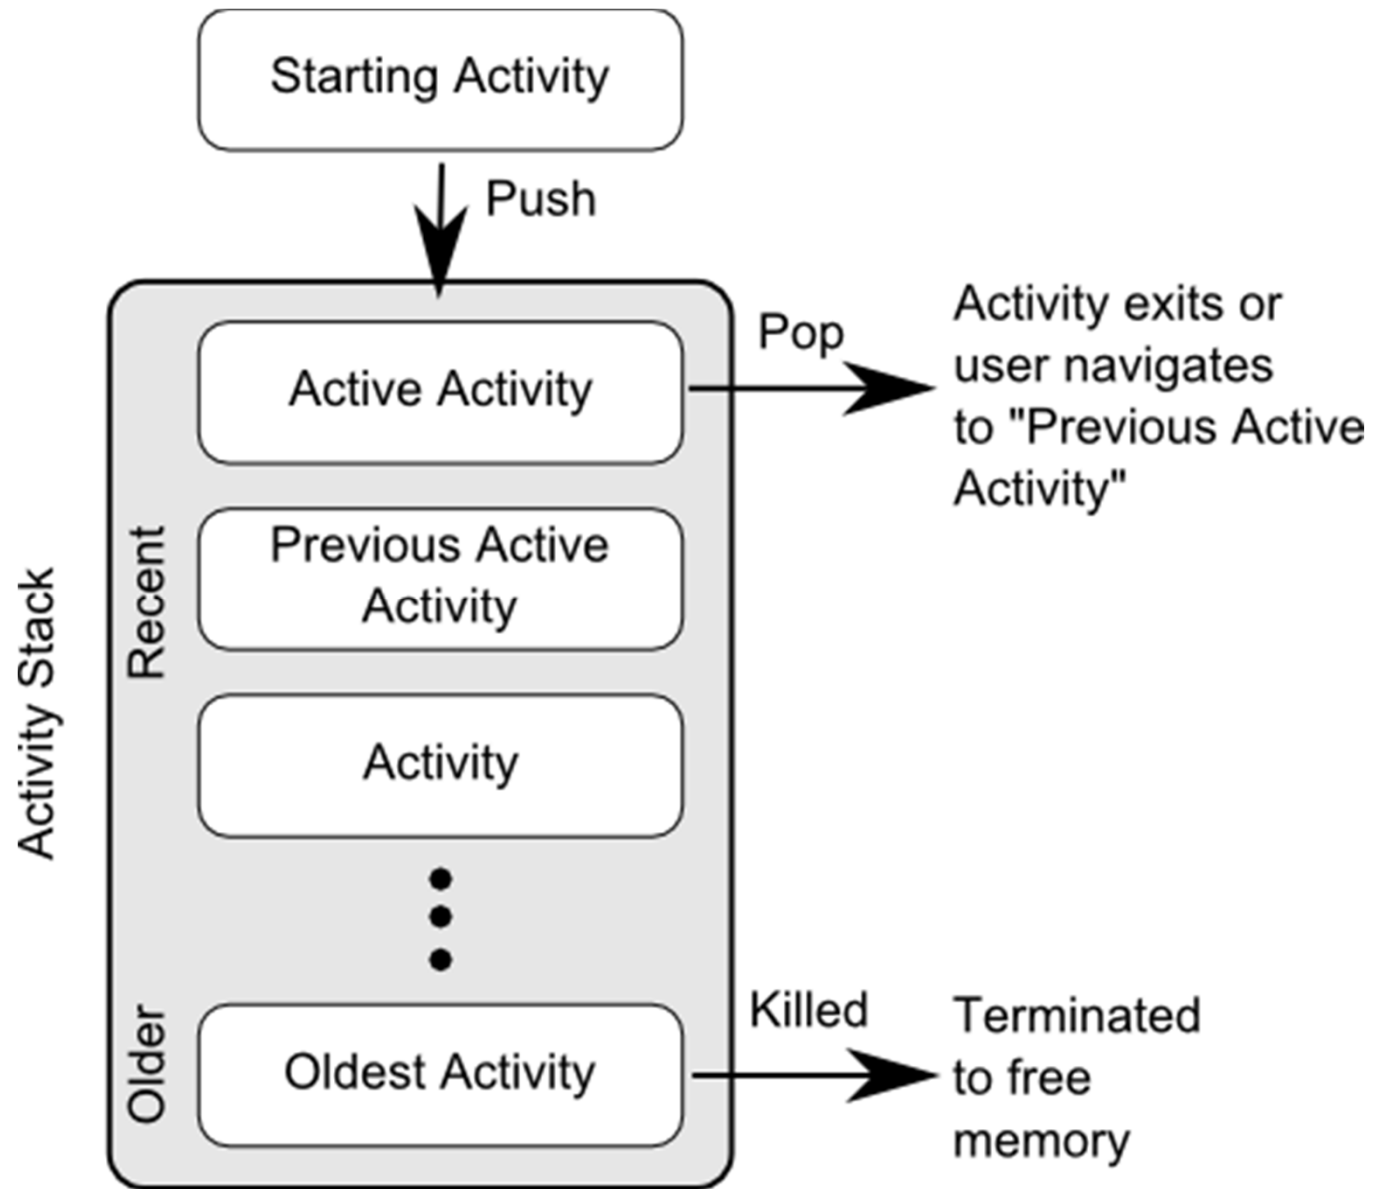 Starting Activity
Push
Active Activity
Pop
Activity exits or
user navigates
to "Previous Active
Activity"
Previous Active
Activity
Activity
Recent
Activity Stack
Older
Oldest Activity
Killed
Terminated
to free
memory